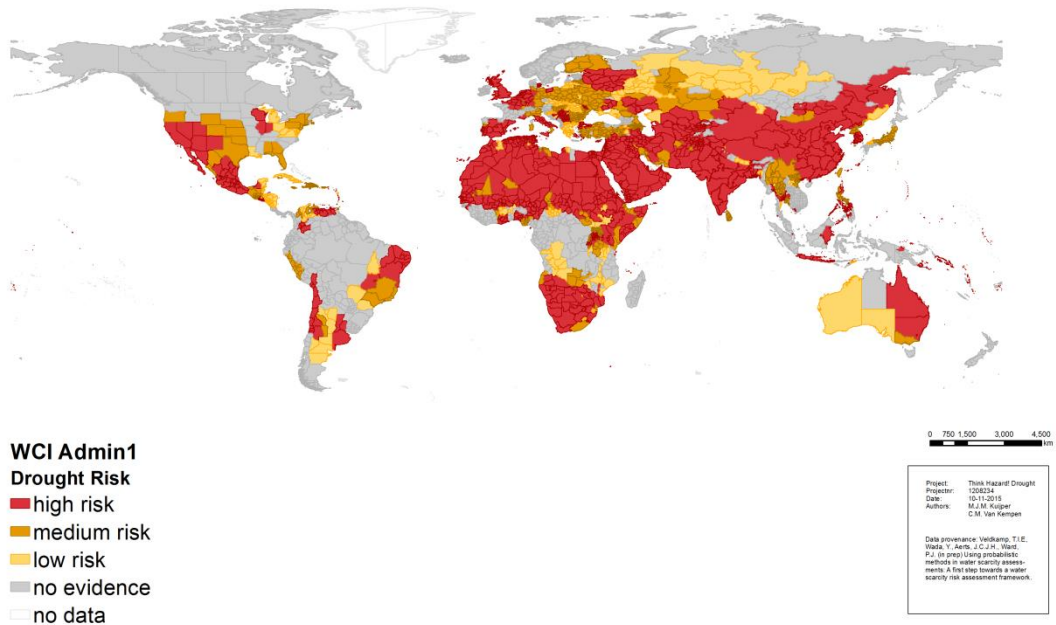 WCI Admin1
Drought Risk
high risk
medium risk
low risk
no evidence
no data
0 750 1,500 3,000 4,500
km
Project: Think Hazard! Drought
Projectnr: 1208234
Date: 10-11-2015
Authors: M.J.M. Kuijper
C.M. Van Kempen
Data provenance: Veldkamp, T.I.E,
Wada, Y., Aerts, J.C.J.H., Ward,
P.J. (in prep) Using probabilistic
methods in water scarcity assess-
ments: A first step towards a water
scarcity risk assessment framework.